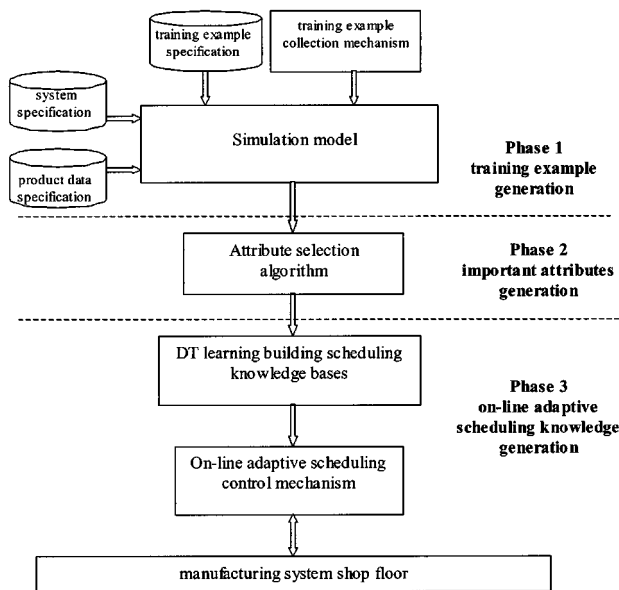 training example
specification
training example
collection mechanism
system
specification
Simulation model
product data
specification
Phase 1
training example
generation
Attribute selection
algorithm
Phase 2
important attributes
generation
DT learning building scheduling
knowledge bases
Phase 3
on-line adaptive
scheduling knowledge
generation
On-line adaptive scheduling
control mechanism
manufacturing system shop floor